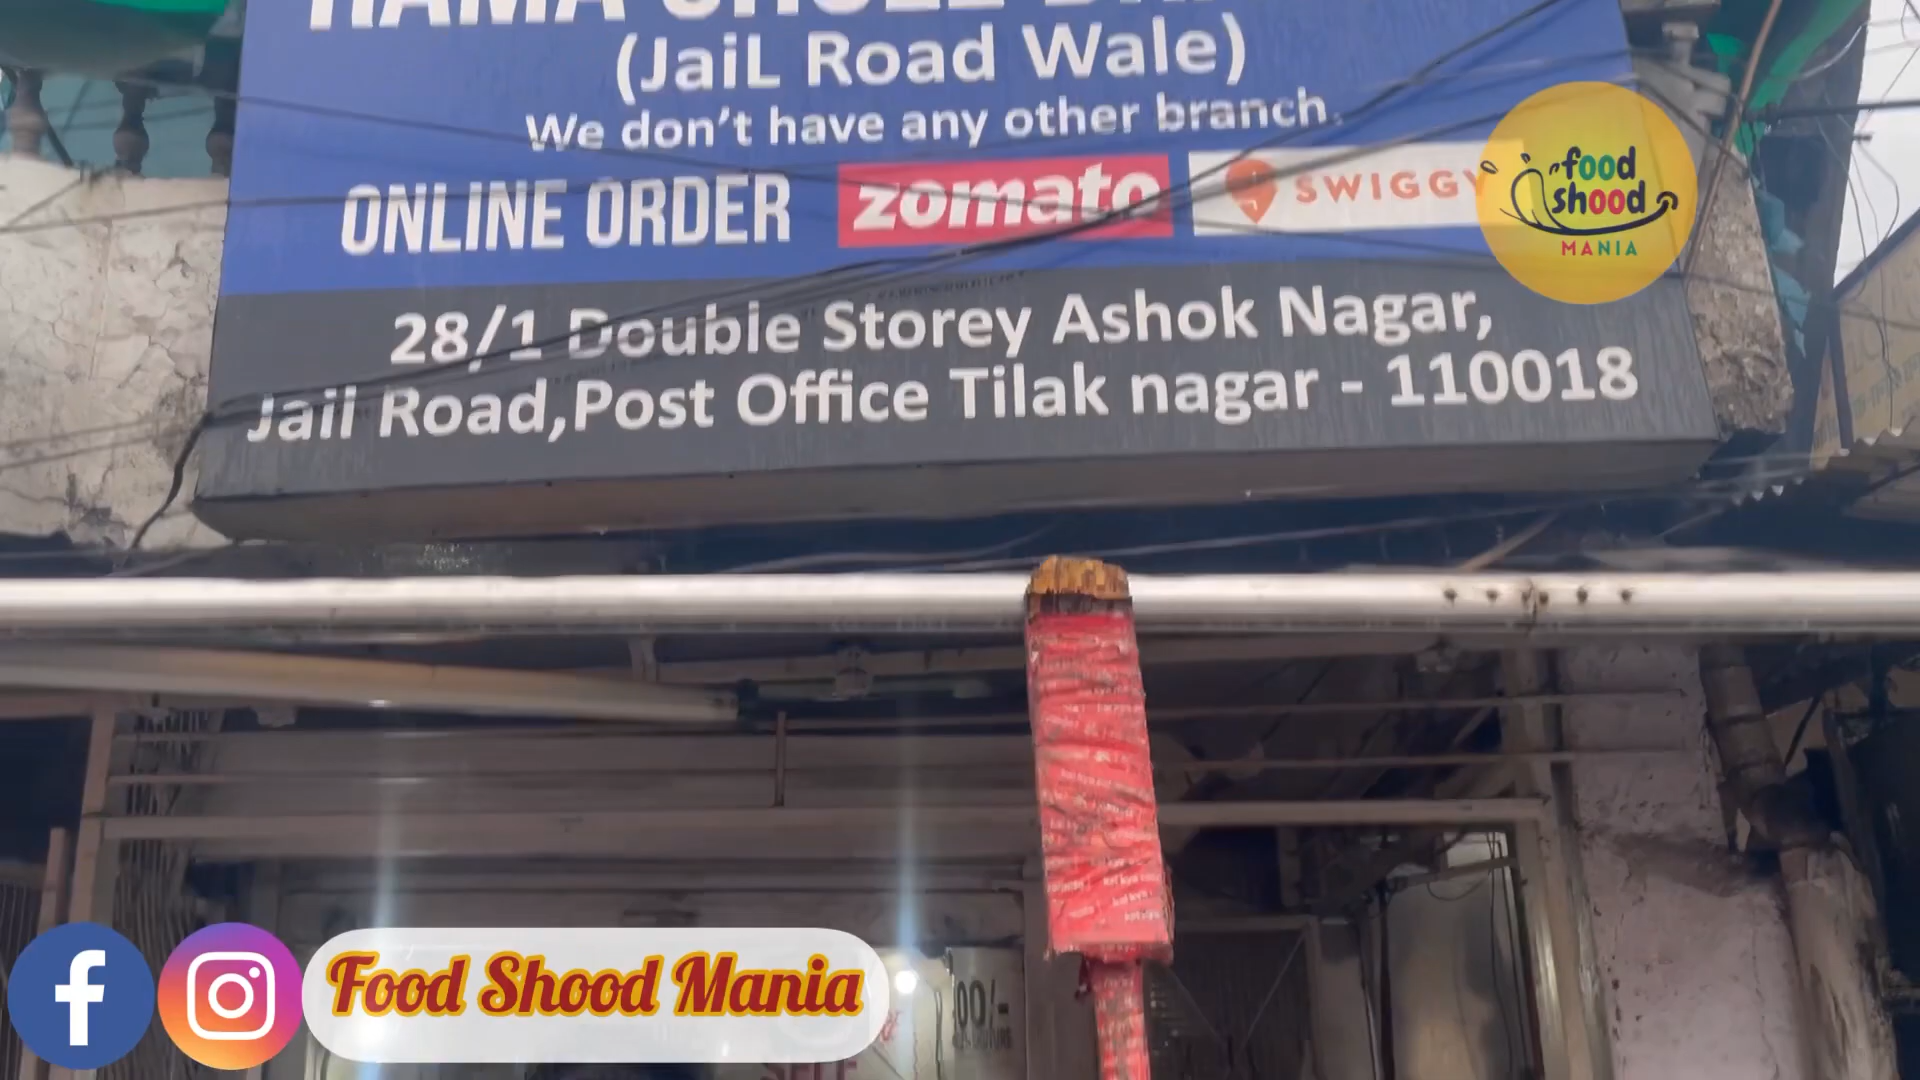 (JaiL Road Wale)
We don't have any other branch.
ONLINE ORDER zomato SWIGGY
food
shood
MANIA
28/1 Double Storey Ashok Nagar,
Jail Road,Post Office Tilak nagar - 110018
Food Shood Mania